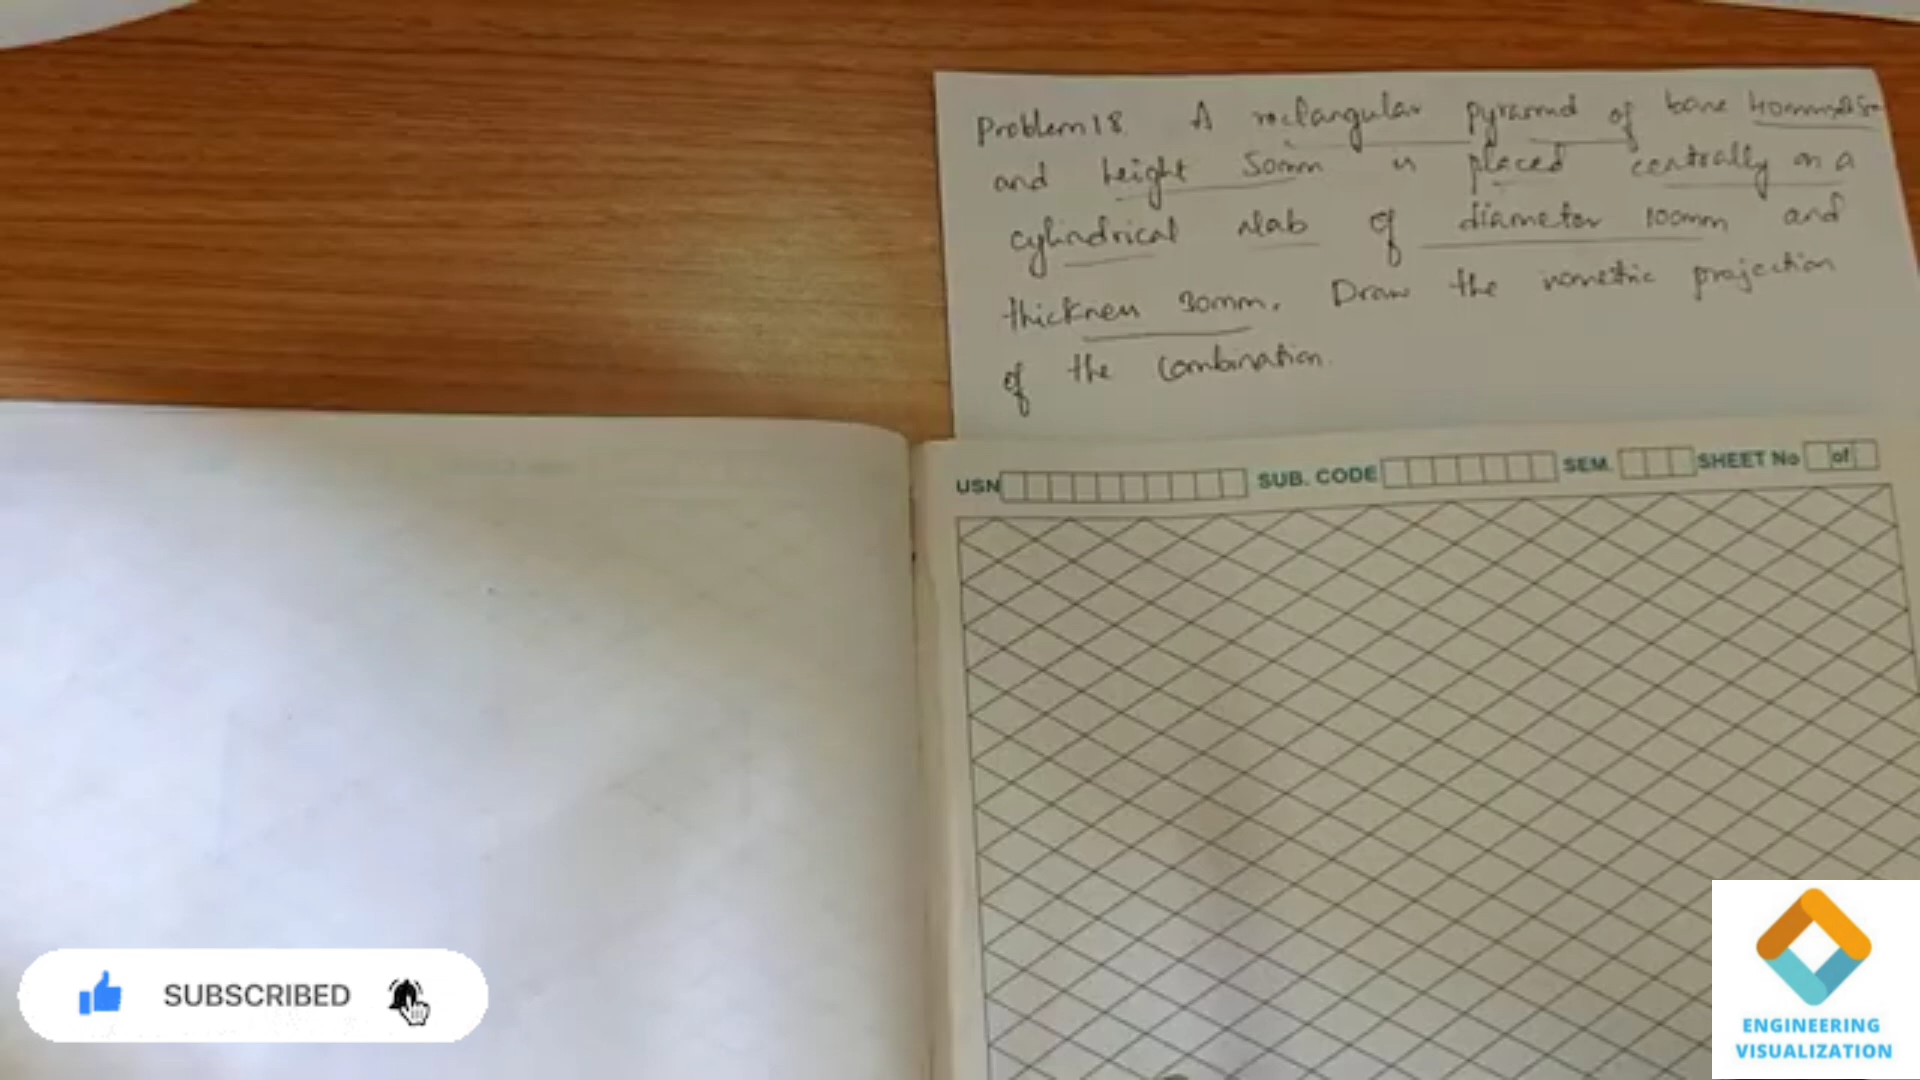 Problem 18. A rectangular pyramid of base
and height 50mm is placed centrally on a
cylindrical slab of diameter 100mm and
thickness 30mm. Draw the isometric projection
of the combination.
USN SUB. CODE SEM. SHEET No of
SUBSCRIBED
ENGINEERING
VISUALIZATION